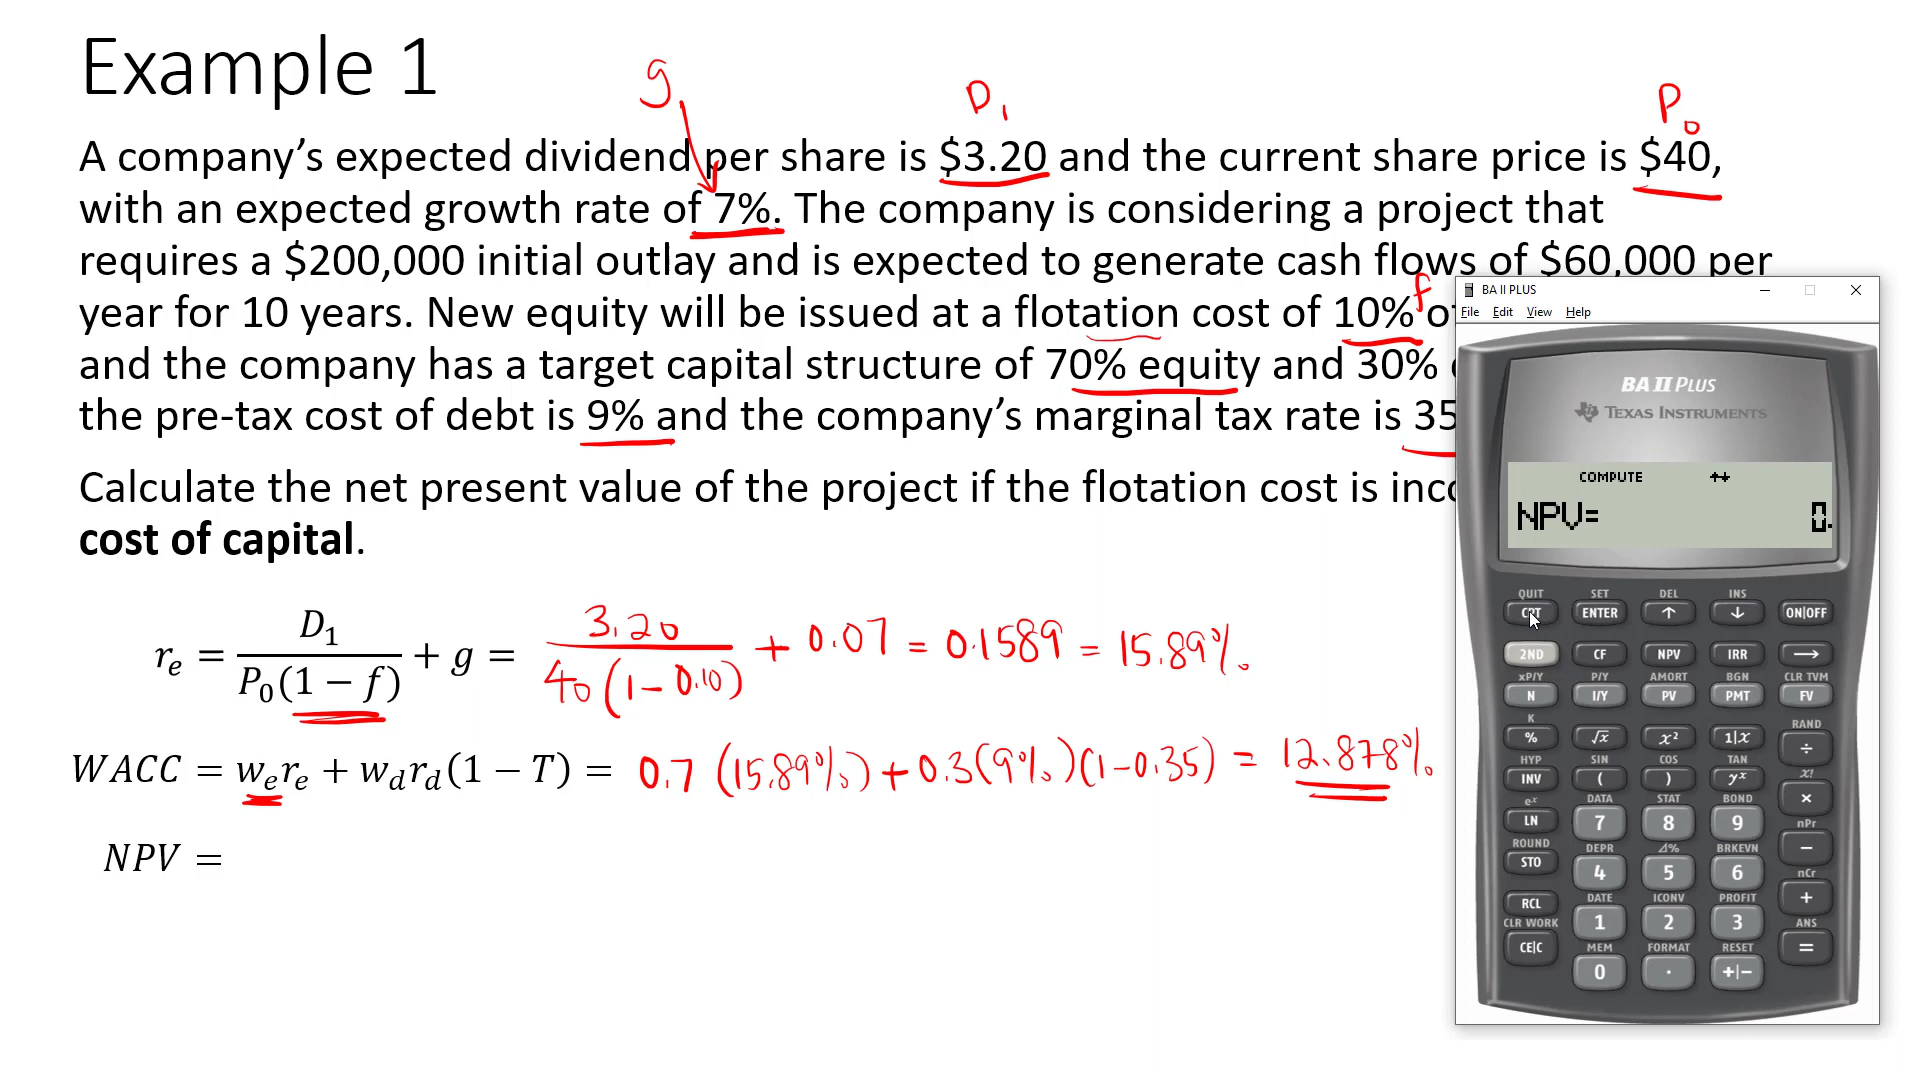 Example 1
g
D₁
P₀
A company’s expected dividend per share is $3.20 and the current share price is $40,
with an expected growth rate of 7%. The company is considering a project that
requires a $200,000 initial outlay and is expected to generate cash flows of $60,000 per
year for 10 years. New equity will be issued at a flotation cost of 10%
f
and the company has a target capital structure of 70% equity and 30%
the pre-tax cost of debt is 9% and the company’s marginal tax rate is 35
Calculate the net present value of the project if the flotation cost is
cost of capital.
rₑ = D₁ / P₀(1 − f) + g = 3.20 / 40(1 - 0.10) + 0.07 = 0.1589 = 15.89%
WACC = wₑrₑ + w_d r_d(1 − T) = 0.7 (15.89%) + 0.3(9%)(1-0.35) = 12.878%
NPV =
BA II PLUS
File Edit View Help
BA II PLUS
TEXAS INSTRUMENTS
COMPUTE ↑↓
NPV= 0.
QUIT SET DEL INS
CPT ENTER ↑ ↓ ON|OFF
2ND CF NPV IRR →
xP/Y P/Y AMORT BGN CLR TVM
N I/Y PV PMT FV
K RAND
% √x x² 1/x ÷
HYP SIN COS TAN x!
INV ( ) yˣ ×
eˣ DATA STAT BOND nPr
LN 7 8 9 −
ROUND DEPR Δ% BRKEVN nCr
STO 4 5 6 +
RCL DATE ICONV PROFIT ANS
CLR WORK 1 2 3 =
CE|C MEM FORMAT RESET
0 . +|−